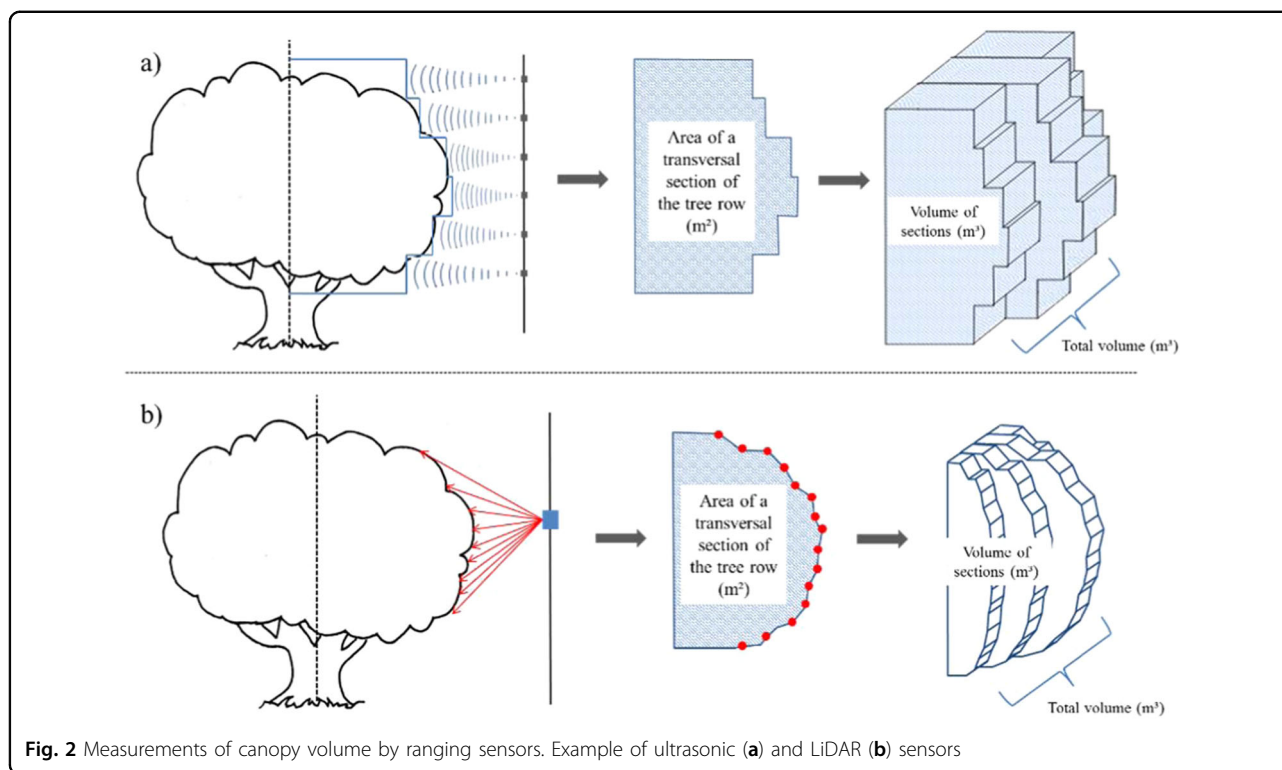 a)
Area of a
transversal
section of
the tree row
(m²)
Volume of
sections (m³)
Total volume (m³)
b)
Area of a
transversal
section of
the tree row
(m²)
Volume of
sections (m³)
Total volume (m³)
Fig. 2 Measurements of canopy volume by ranging sensors. Example of ultrasonic (a) and LiDAR (b) sensors